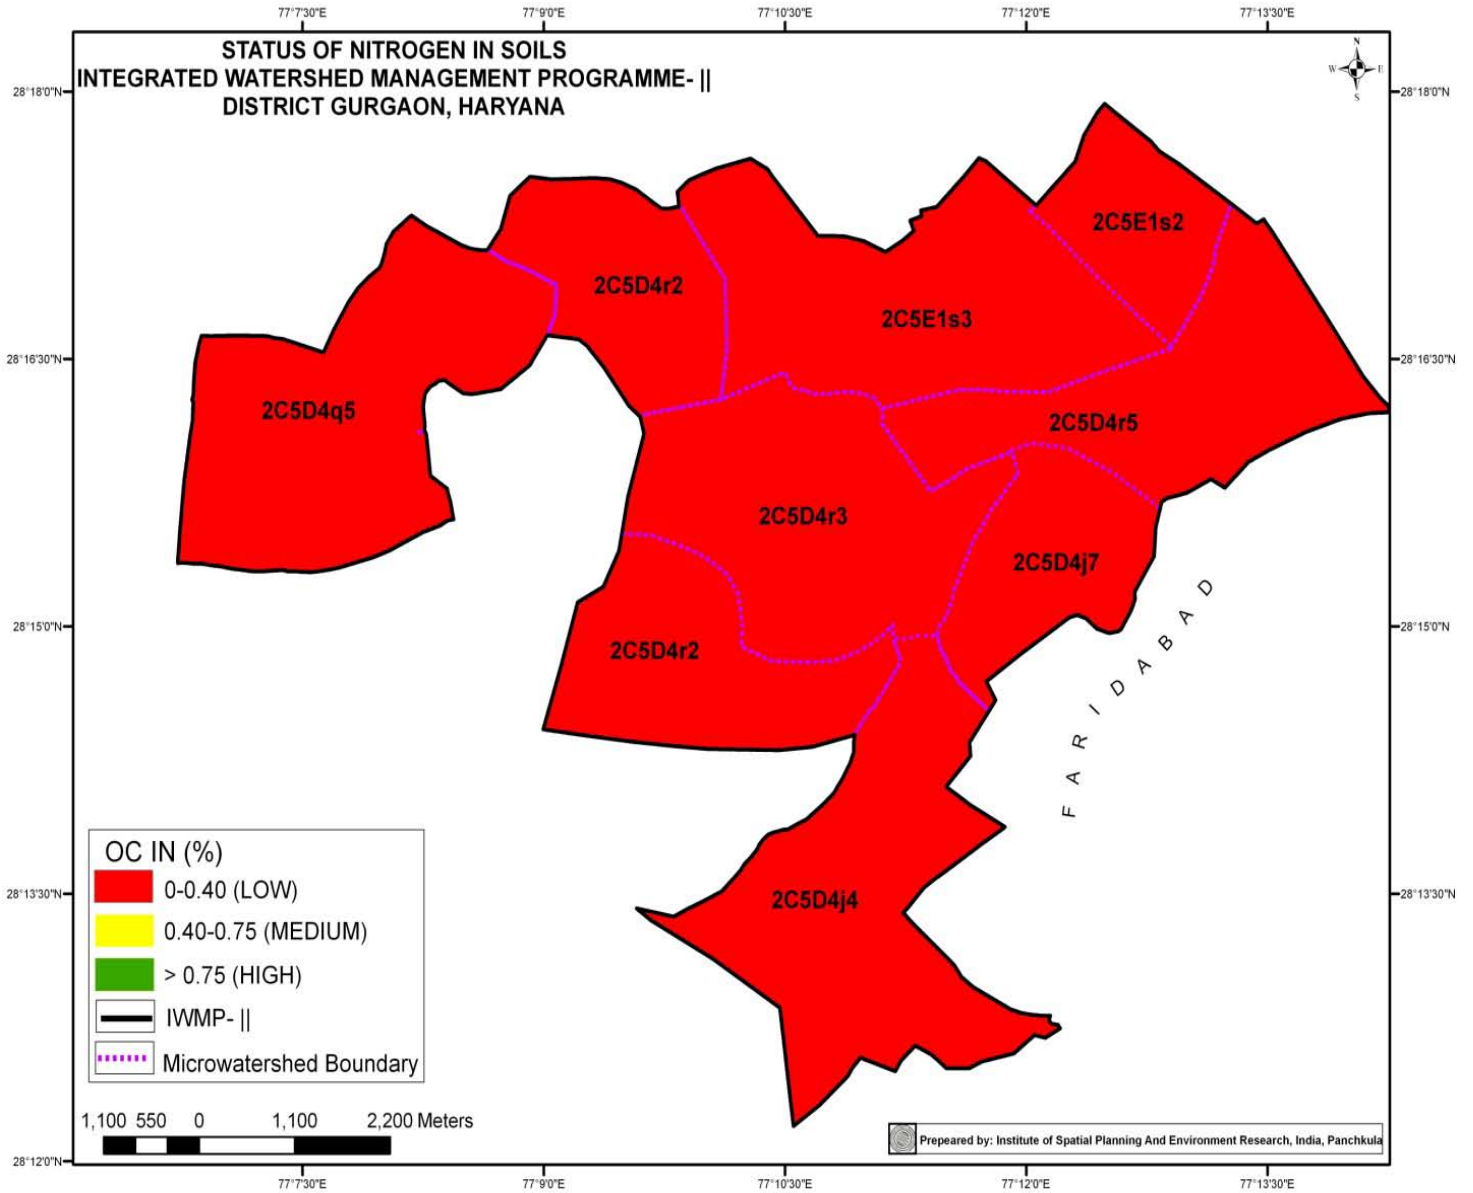 77°7'30"E 77°9'0"E 77°10'30"E 77°12'0"E 77°13'30"E
STATUS OF NITROGEN IN SOILS
INTEGRATED WATERSHED MANAGEMENT PROGRAMME- ||
DISTRICT GURGAON, HARYANA
N
W E
S
28°18'0"N 28°18'0"N
2C5E1s2
2C5D4r2
2C5E1s3
28°16'30"N 28°16'30"N
2C5D4q5
2C5D4r5
2C5D4r3
2C5D4j7
28°15'0"N 28°15'0"N
2C5D4r2
FARIDABAD
28°13'30"N 28°13'30"N
2C5D4j4
OC IN (%)
0-0.40 (LOW)
0.40-0.75 (MEDIUM)
> 0.75 (HIGH)
IWMP- ||
Microwatershed Boundary
1,100 550 0 1,100 2,200 Meters
Prepeared by: Institute of Spatial Planning And Environment Research, India, Panchkula
28°12'0"N 28°12'0"N
77°7'30"E 77°9'0"E 77°10'30"E 77°12'0"E 77°13'30"E